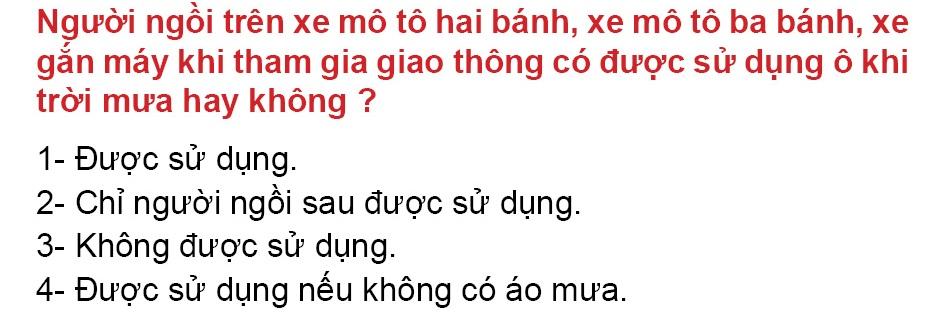 Người ngồi trên xe mô tô hai bánh, xe mô tô ba bánh, xe
gắn máy khi tham gia giao thông có được sử dụng ô khi
trời mưa hay không ?
1- Được sử dụng.
2- Chỉ người ngồi sau được sử dụng.
3- Không được sử dụng.
4- Được sử dụng nếu không có áo mưa.